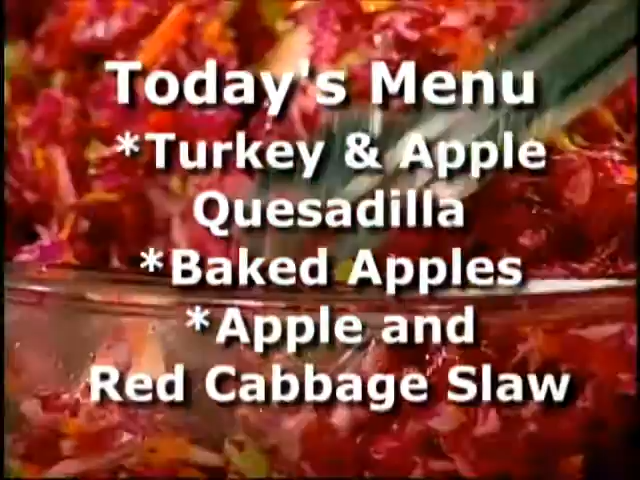 Today's Menu
*Turkey & Apple
Quesadilla
*Baked Apples
*Apple and
Red Cabbage Slaw